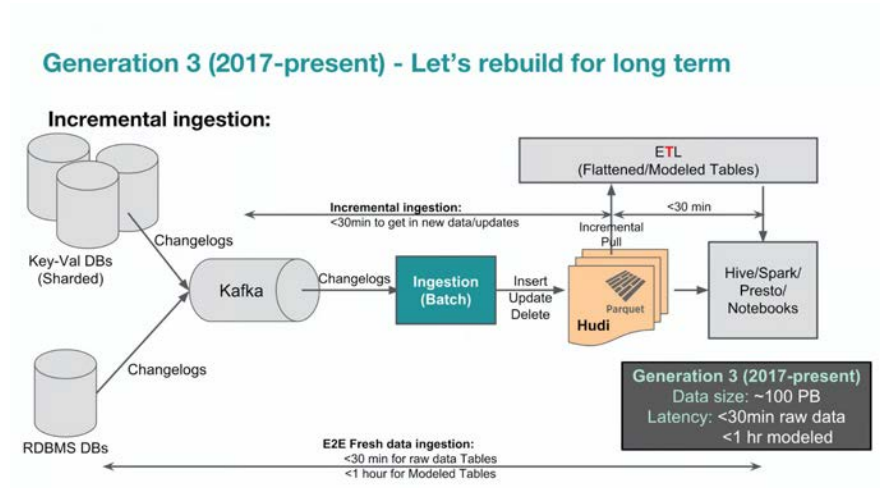 Generation 3 (2017-present) - Let's rebuild for long term
Incremental ingestion:
ETL
(Flattened/Modeled Tables)
Incremental ingestion:
<30min to get in new data/updates
<30 min
Incremental
Pull
Changelogs
Key-Val DBs
(Sharded)
Kafka
Changelogs
Ingestion
(Batch)
Insert
Update
Delete
Parquet
Hudi
Hive/Spark/
Presto/
Notebooks
Changelogs
RDBMS DBs
Generation 3 (2017-present)
Data size: ~100 PB
Latency: <30min raw data
<1 hr modeled
E2E Fresh data ingestion:
<30 min for raw data Tables
<1 hour for Modeled Tables